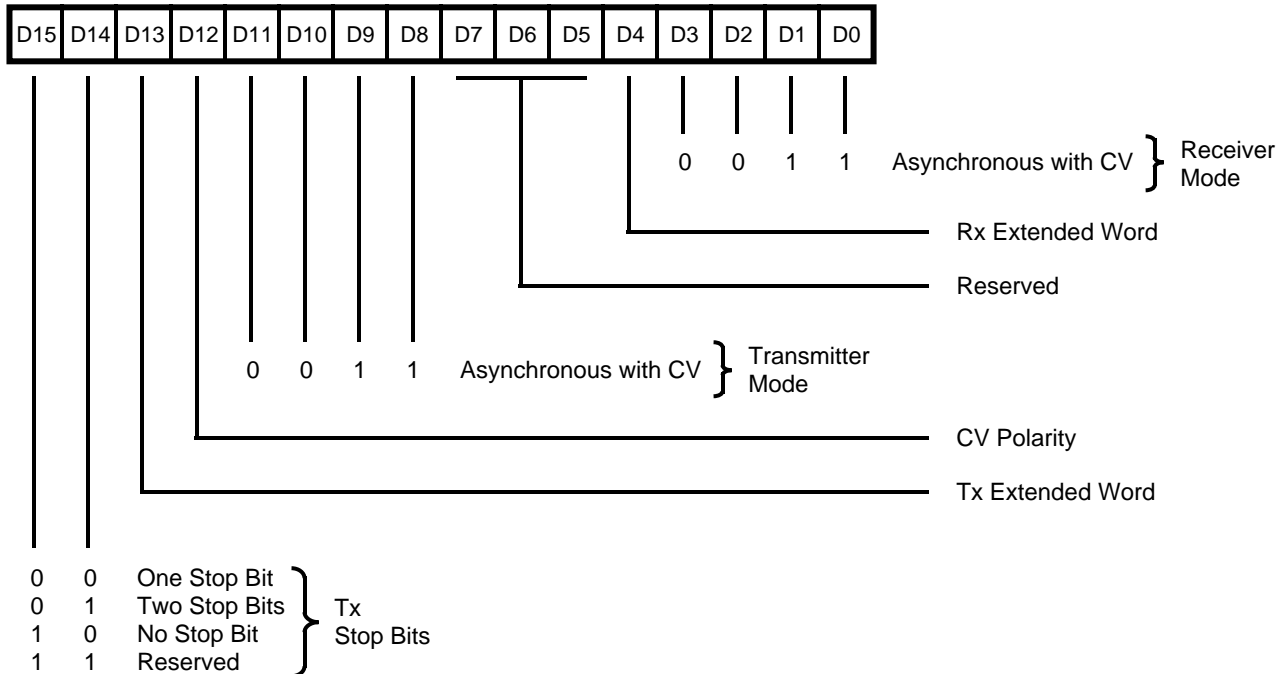 D15 D14 D13 D12 D11 D10 D9 D8 D7 D6 D5 D4 D3 D2 D1 D0
0 0 1 1 Asynchronous with CV
Receiver
Mode
Rx Extended Word
Reserved
0 0 1 1 Asynchronous with CV
Transmitter
Mode
CV Polarity
Tx Extended Word
0 0 One Stop Bit
0 1 Two Stop Bits
1 0 No Stop Bit
1 1 Reserved
Tx
Stop Bits